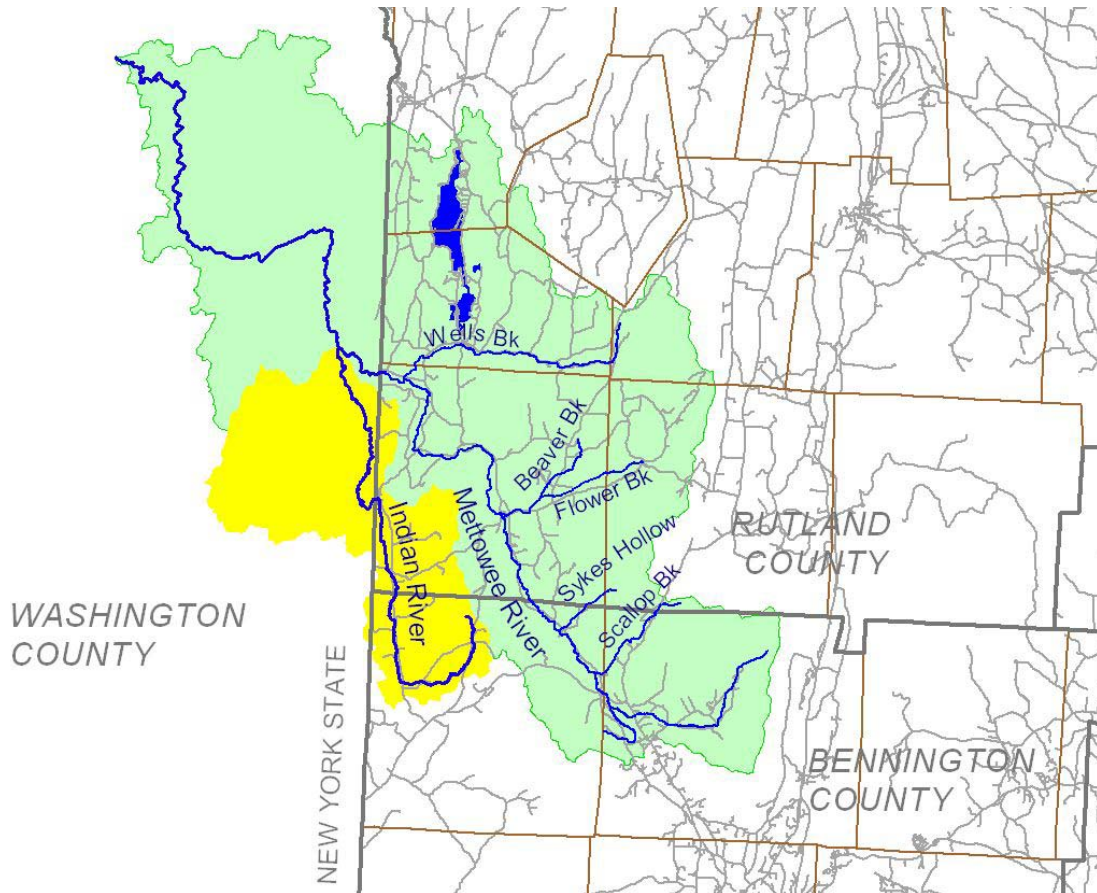 Wells Bk
Beaver Bk
Flower Bk
Mettowee River
Indian River
RUTLAND
COUNTY
Sykes Hollow
Scallop Bk
WASHINGTON
COUNTY
NEW YORK STATE
BENNINGTON
COUNTY